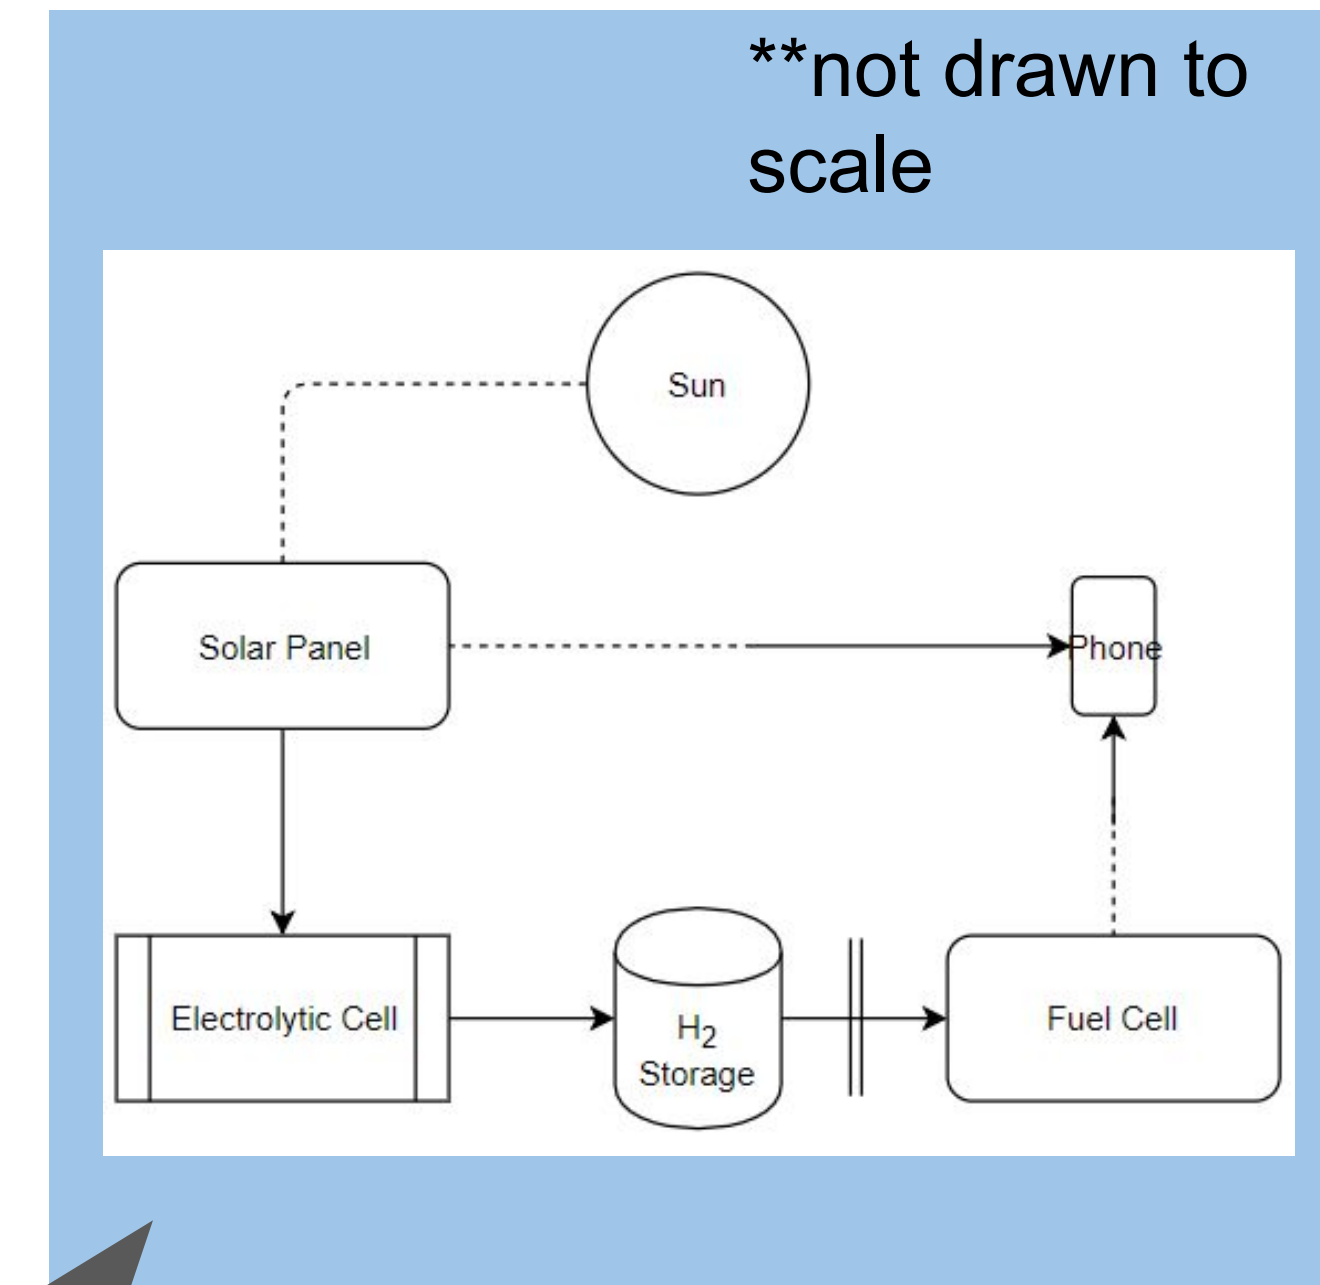 **not drawn to
scale
Sun
Solar Panel
Phone
Electrolytic Cell
H₂
Storage
Fuel Cell